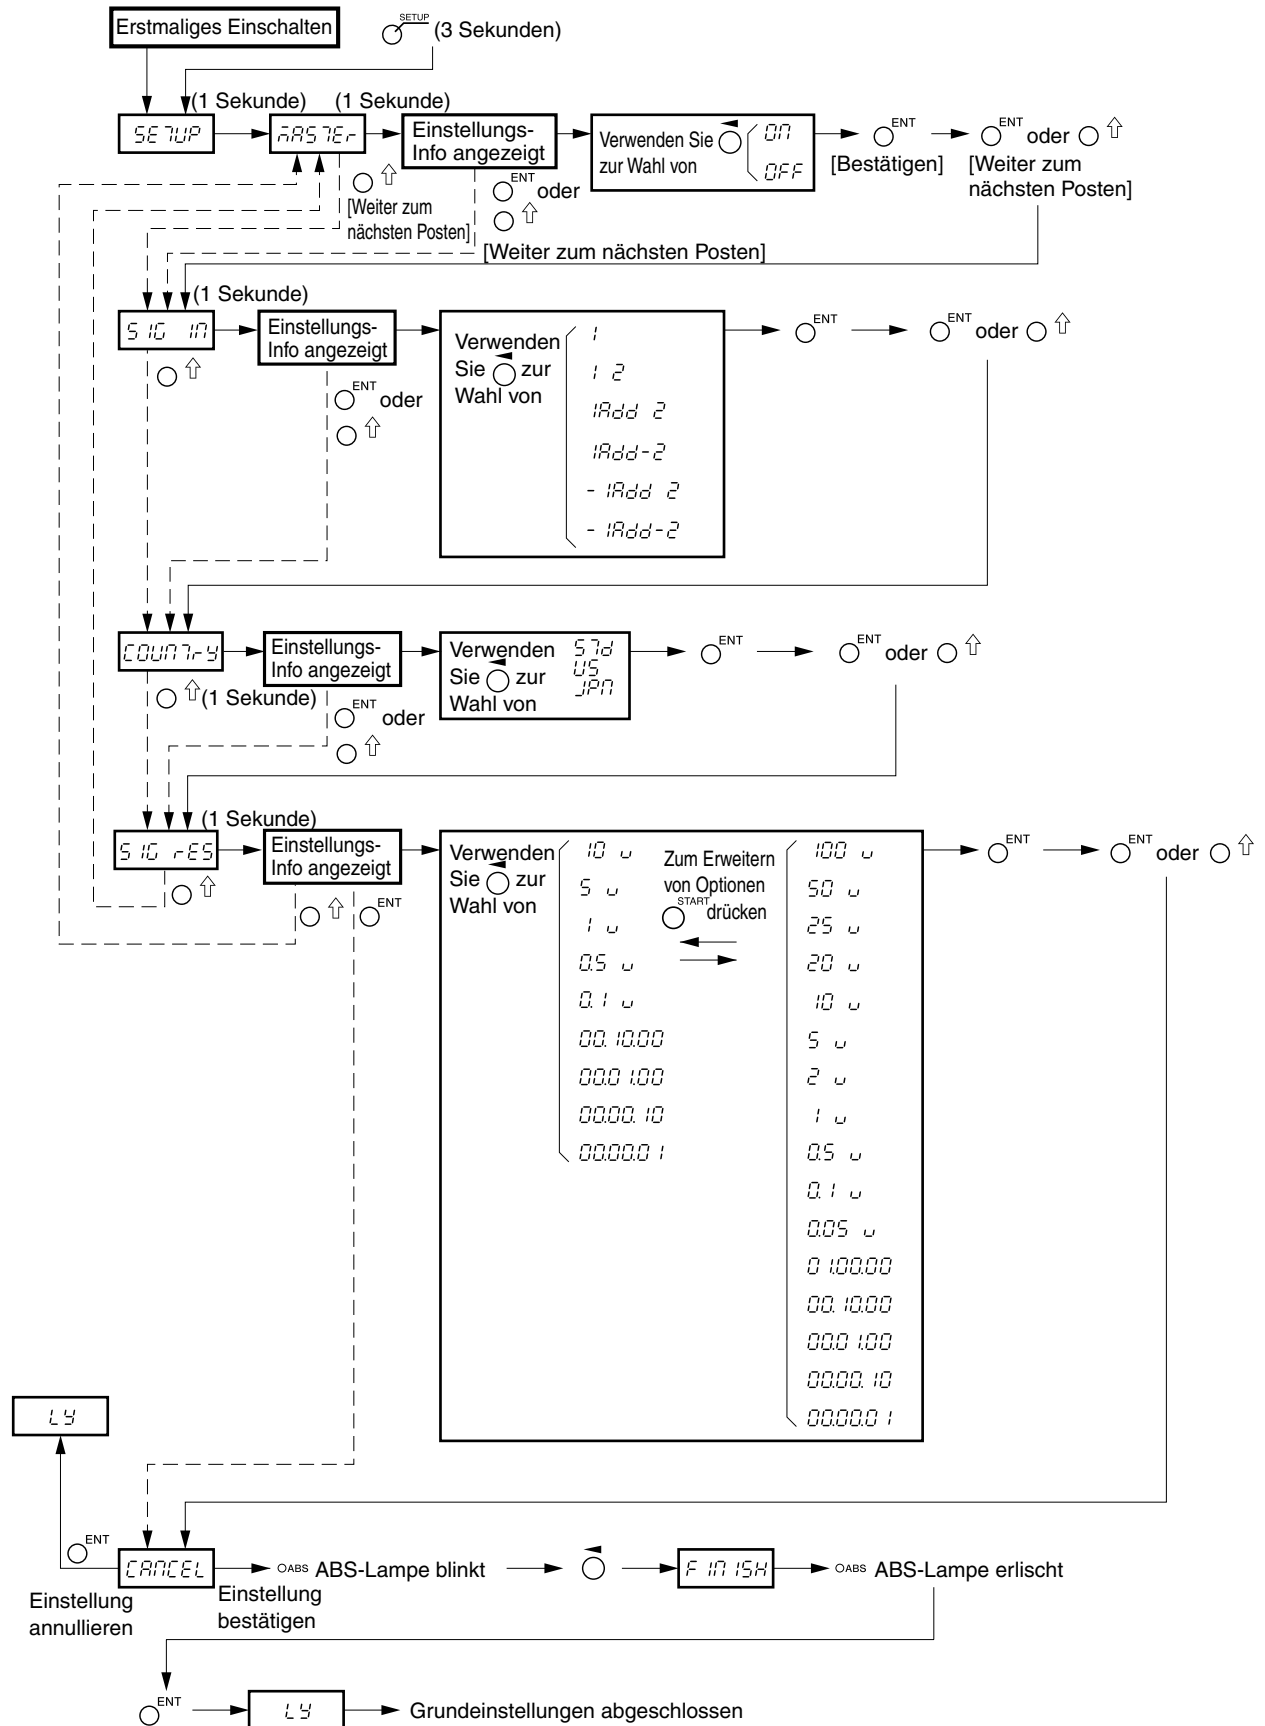 Erstmaliges Einschalten
SETUP
(3 Sekunden)
(1 Sekunde)
(1 Sekunde)
SETUP
MASTEr
Einstellungs-
Info angezeigt
Verwenden Sie
zur Wahl von
ON
OFF
ENT
[Bestätigen]
ENT oder
[Weiter zum
nächsten Posten]
[Weiter zum
nächsten Posten]
ENT oder
[Weiter zum nächsten Posten]
(1 Sekunde)
SIG IN
Einstellungs-
Info angezeigt
Verwenden
Sie zur
Wahl von
1
1 2
1Add 2
1Add-2
-1Add 2
-1Add-2
ENT
ENT oder
ENT oder
COUNTrY
(1 Sekunde)
Einstellungs-
Info angezeigt
Verwenden
Sie zur
Wahl von
STd
US
JPN
ENT
ENT oder
ENT oder
(1 Sekunde)
SIG rES
Einstellungs-
Info angezeigt
ENT
Verwenden
Sie zur
Wahl von
10 u
5 u
1 u
0.5 u
0.1 u
00.10.00
00.01.00
00.00.10
00.00.01
Zum Erweitern
von Optionen
START drücken
100 u
50 u
25 u
20 u
10 u
5 u
2 u
1 u
0.5 u
0.1 u
0.05 u
01.00.00
00.10.00
00.01.00
00.00.10
00.00.01
ENT
ENT oder
LY
ENT
Einstellung
annullieren
CANCEL
Einstellung
bestätigen
ABS ABS-Lampe blinkt
FINISH
ABS ABS-Lampe erlischt
ENT
LY
Grundeinstellungen abgeschlossen